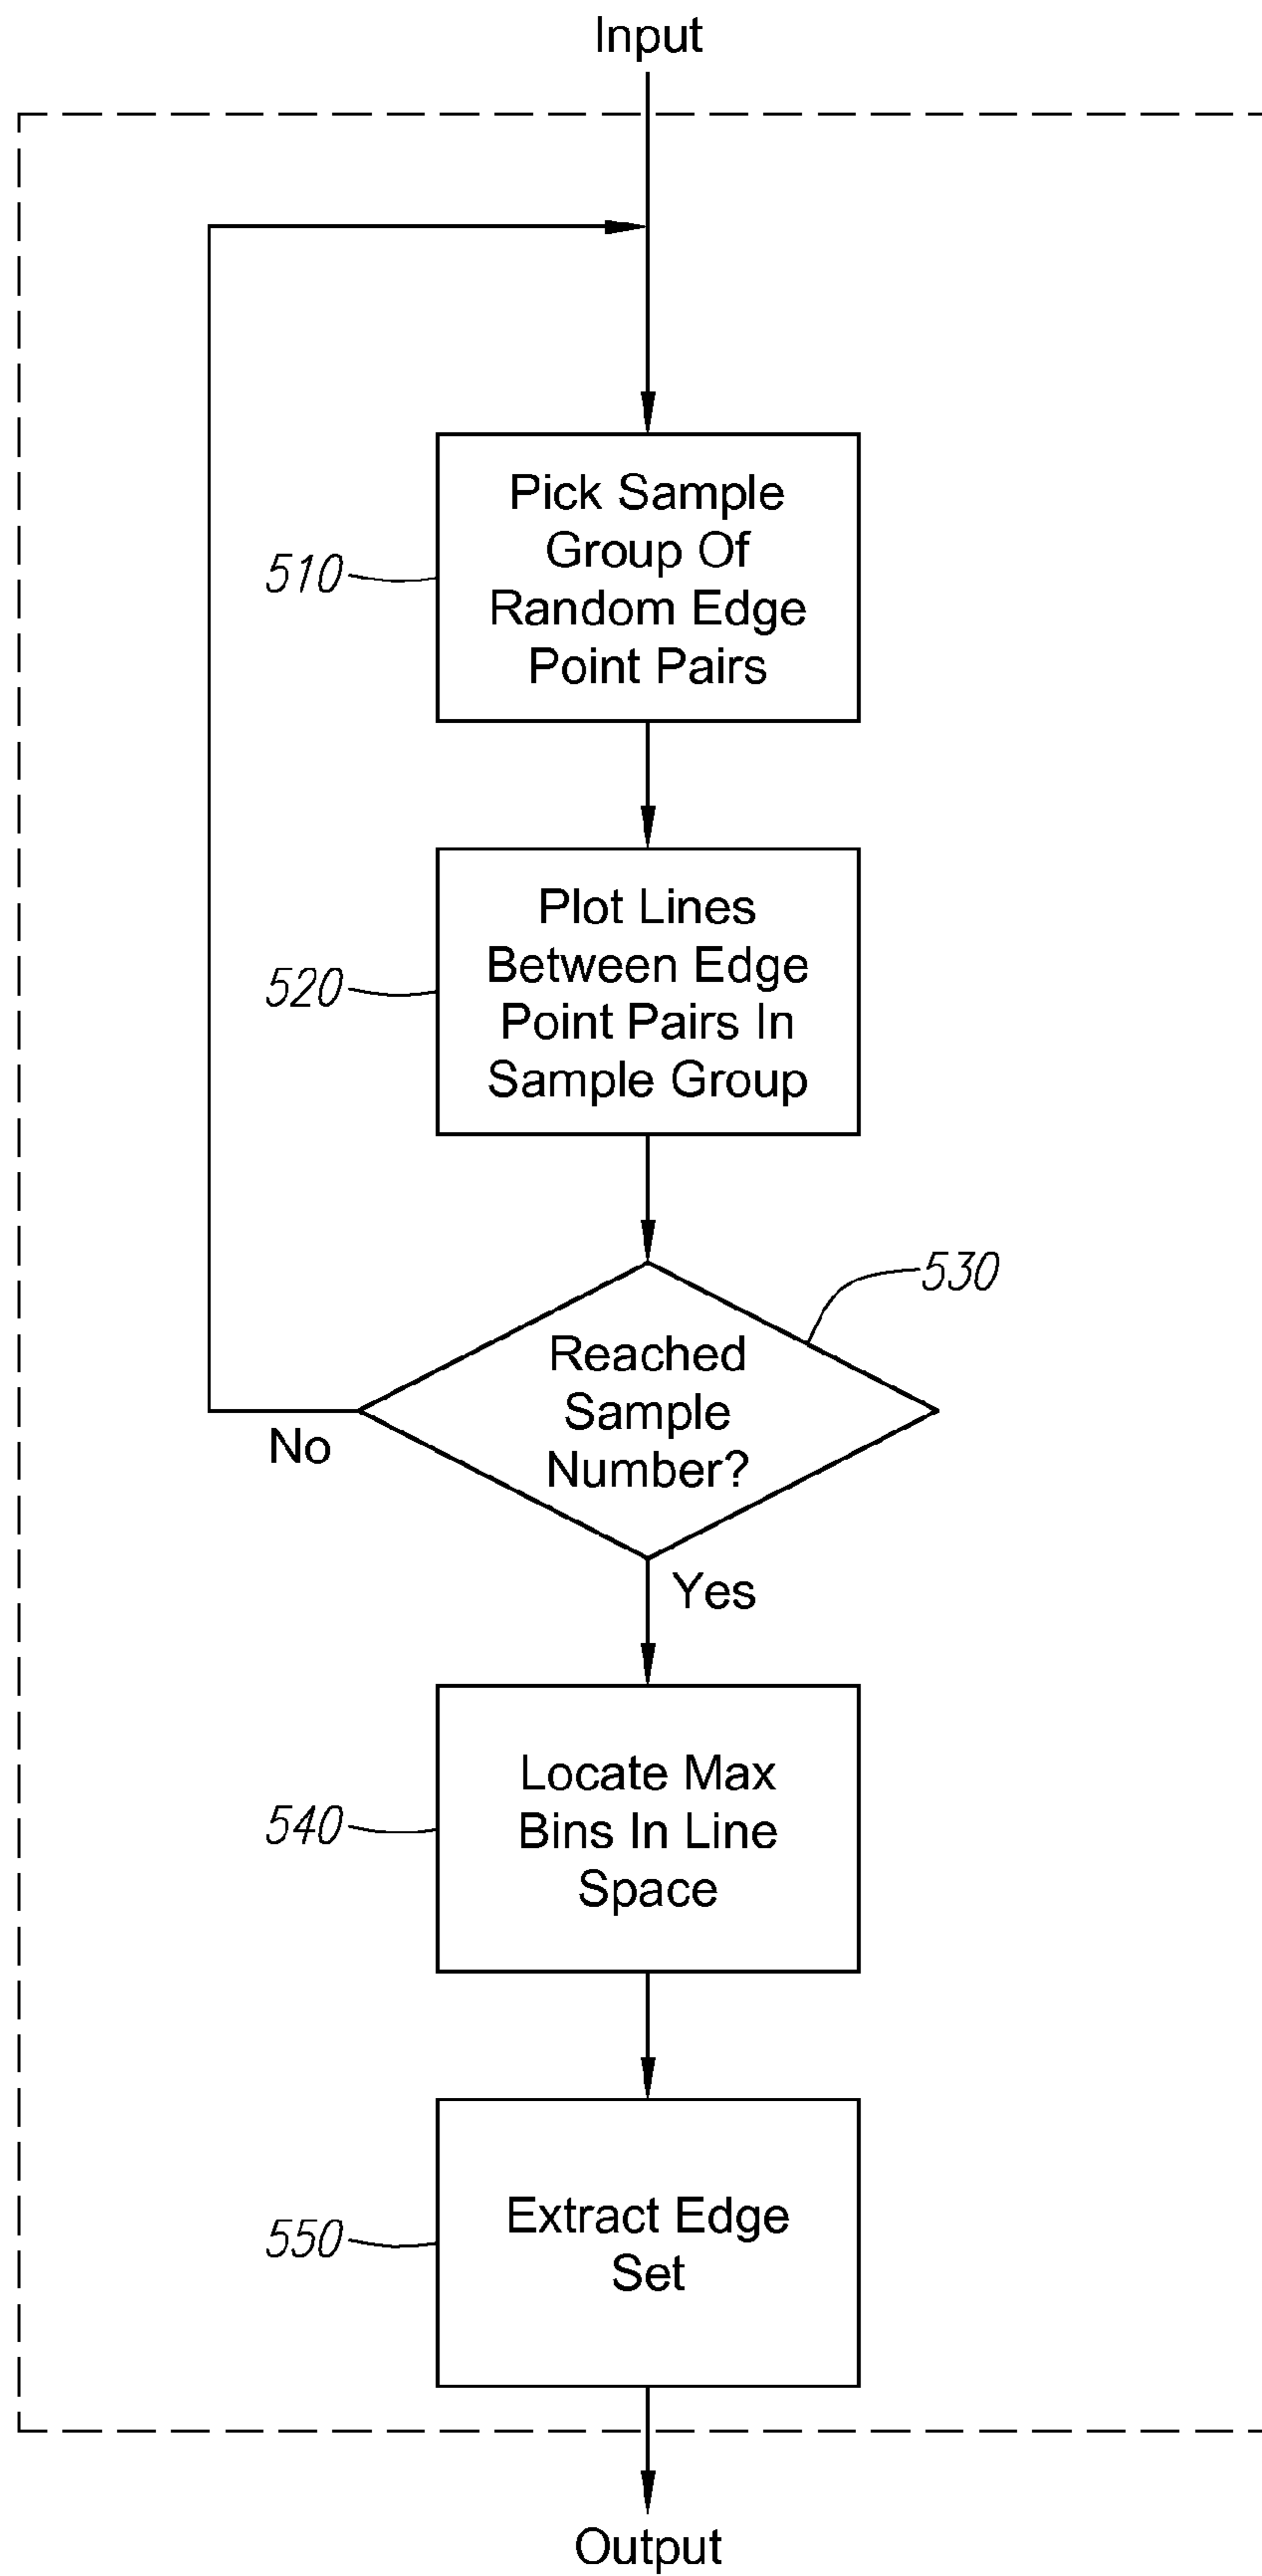 Input
Pick Sample
Group Of
Random Edge
Point Pairs
510
Plot Lines
Between Edge
Point Pairs In
Sample Group
520
530
Reached
Sample
Number?
No
Yes
Locate Max
Bins In Line
Space
540
Extract Edge
Set
550
Output